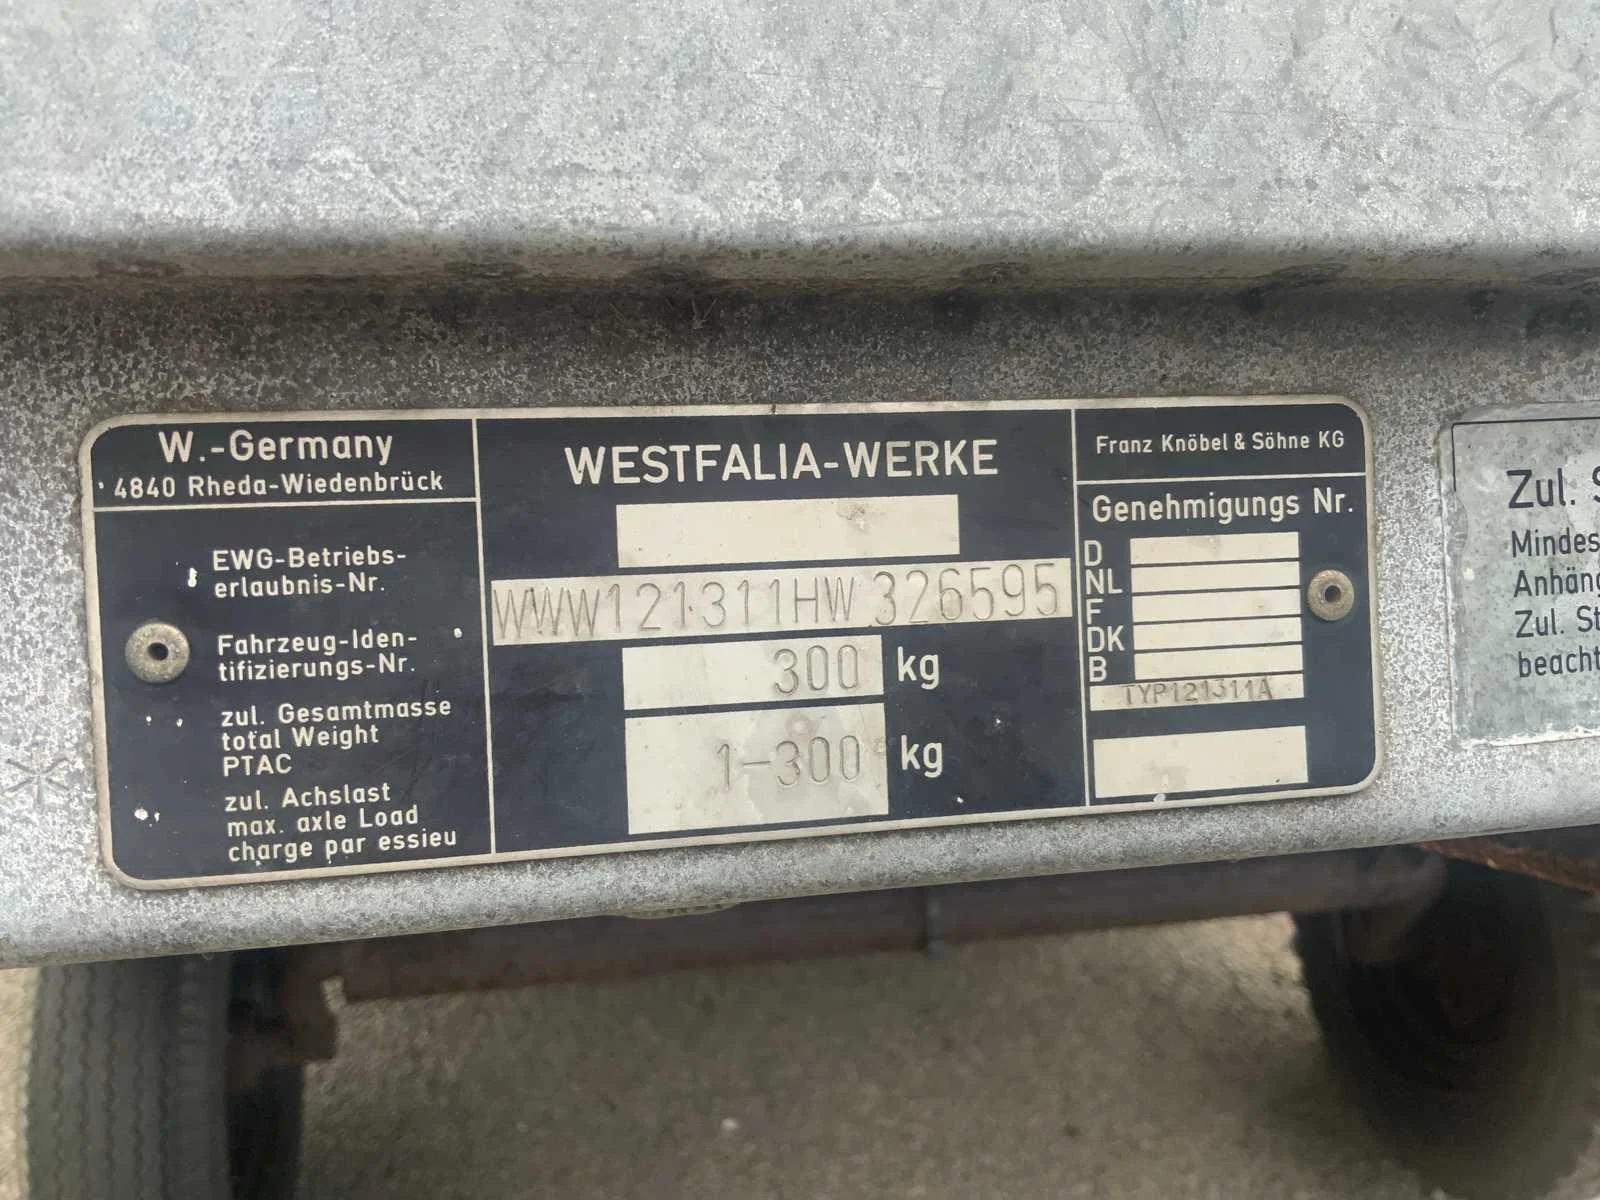 W.-Germany
4840 Rheda-Wiedenbrück
EWG-Betriebs-
erlaubnis-Nr.
Fahrzeug-Iden-
tifizierungs-Nr.
zul. Gesamtmasse
total Weight
PTAC
zul. Achslast
max. axle Load
charge par essieu
WESTFALIA-WERKE
WWW121311HW326595
300 kg
1-300 kg
Franz Knöbel & Söhne KG
Genehmigungs Nr.
D
NL
F
DK
B
TYP121311A
Zul. S
Mindes
Anhäng
Zul. St
beacht